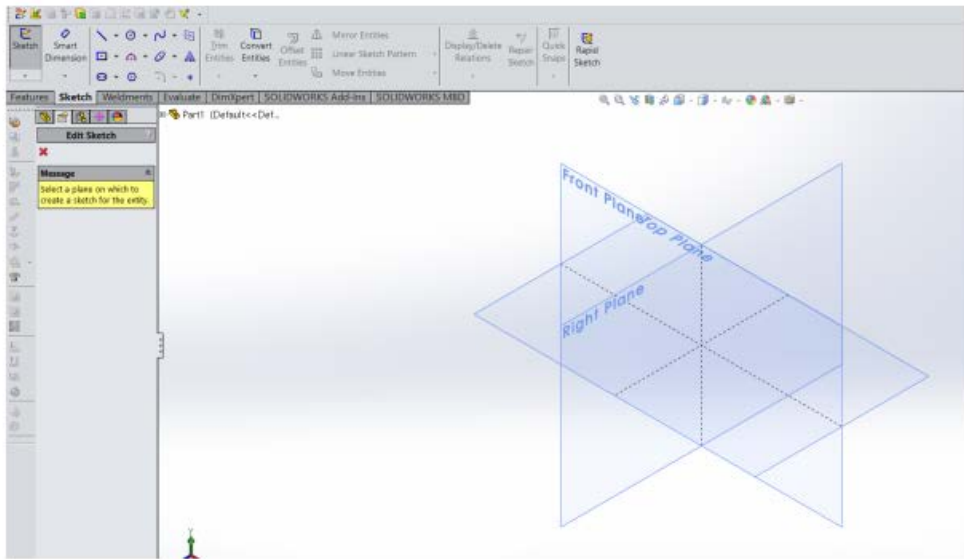 Sketch
Smart
Dimension
Trim
Entities
Convert
Entities
Offset
Entities
Mirror Entities
Linear Sketch Pattern
Move Entities
Display/Delete
Relations
Repair
Sketch
Quick
Snaps
Rapid
Sketch
Features Sketch Weldments Evaluate DimXpert SOLIDWORKS Add-Ins SOLIDWORKS MBD
Part1 (Default<<Def...
Edit Sketch
?
Message
Select a plane on which to
create a sketch for the entity.
Front Plane
Top Plane
Right Plane
Y